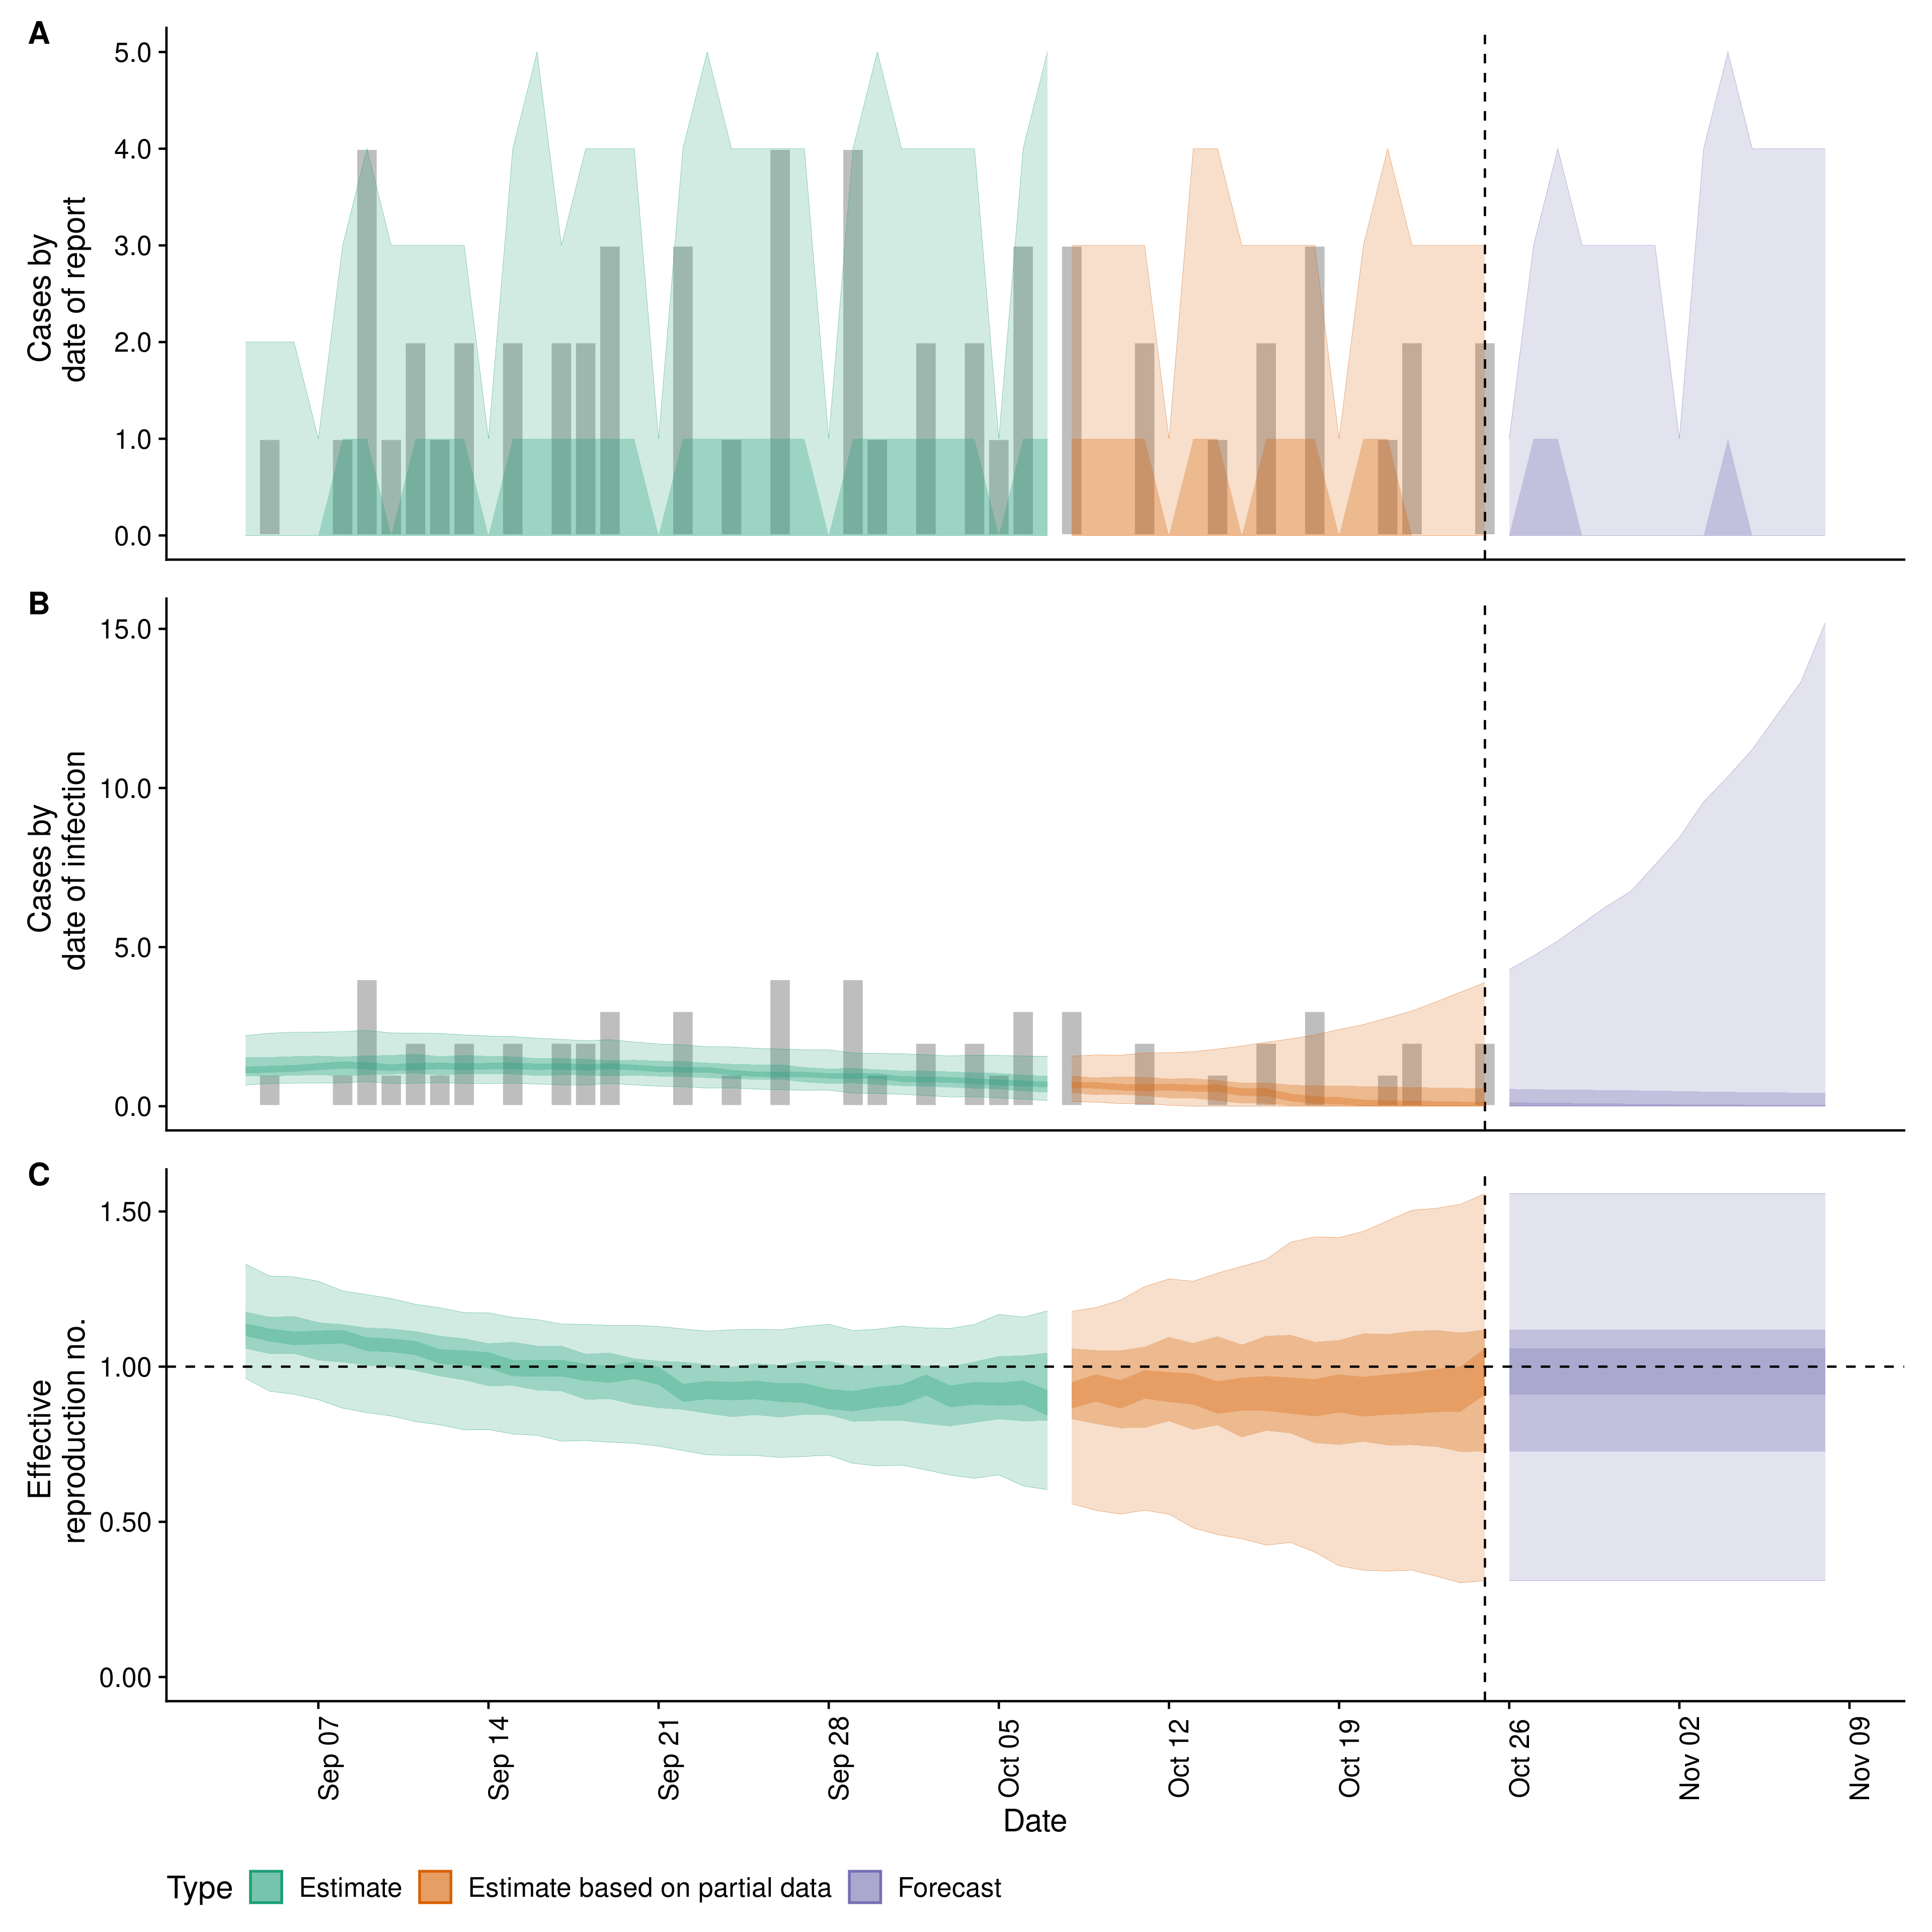 A
Cases by
date of report
5.0
4.0
3.0
2.0
1.0
0.0
B
Cases by
date of infection
15.0
10.0
5.0
0.0
C
Effective
reproduction no.
1.50
1.00
0.50
0.00
Sep 07
Sep 14
Sep 21
Sep 28
Oct 05
Oct 12
Oct 19
Oct 26
Nov 02
Nov 09
Date
Type Estimate Estimate based on partial data Forecast